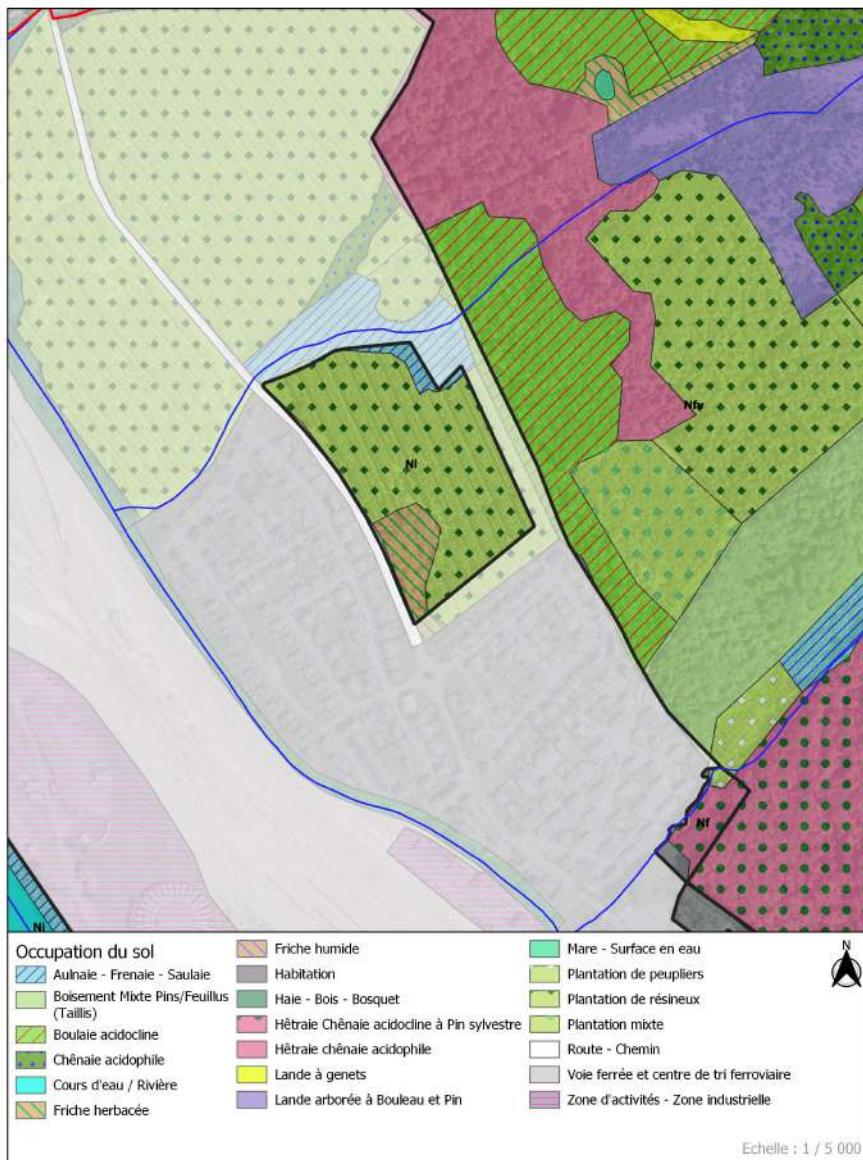 Nfu
Nl
Nf
Nj
N
Occupation du sol
Aulnaie - Frenaie - Saulaie
Boisement Mixte Pins/Feuillus
(Taillis)
Boulaie acidocline
Chênaie acidophile
Cours d'eau / Rivière
Friche herbacée
Friche humide
Habitation
Haie - Bois - Bosquet
Hêtraie Chênaie acidocline à Pin sylvestre
Hêtraie chênaie acidophile
Lande à genets
Lande arborée à Bouleau et Pin
Mare - Surface en eau
Plantation de peupliers
Plantation de résineux
Plantation mixte
Route - Chemin
Voie ferrée et centre de tri ferroviaire
Zone d'activités - Zone industrielle
Echelle : 1 / 5 000